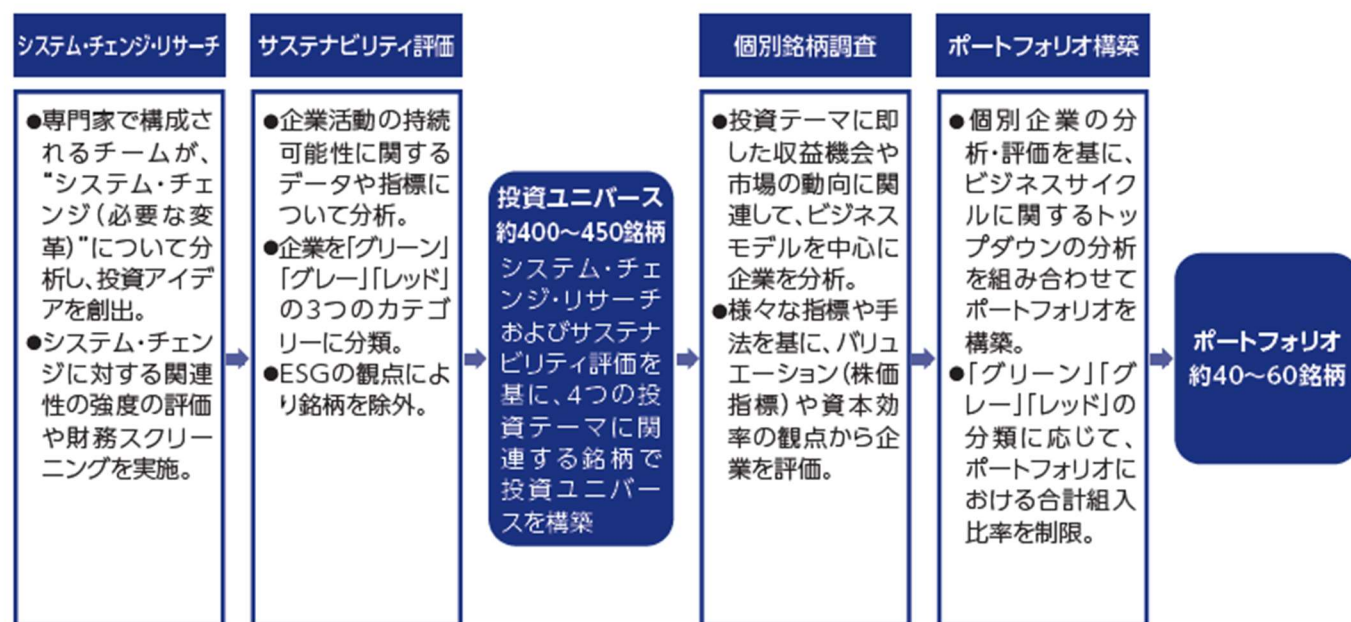 システム・チェンジ・リサーチ
●専門家で構成さ
れるチームが、
“システム・チェ
ンジ(必要な変
革)”について分
析し、投資アイデ
アを創出。
●システム・チェン
ジに対する関連
性の強度の評価
や財務スクリー
ニングを実施。
サステナビリティ評価
●企業活動の持続
可能性に関する
データや指標に
ついて分析。
●企業を「グリーン」
「グレー」「レッド」
の3つのカテゴ
リーに分類。
●ESGの観点によ
り銘柄を除外。
投資ユニバース
約400～450銘柄
システム・チェ
ンジ・リサーチ
およびサステナ
ビリティ評価を
基に、4つの投
資テーマに関
連する銘柄で
投資ユニバー
スを構築
個別銘柄調査
●投資テーマに即
した収益機会や
市場の動向に関
連して、ビジネス
モデルを中心に
企業を分析。
●様々な指標や手
法を基に、バリュ
エーション(株価
指標)や資本効
率の観点から企
業を評価。
ポートフォリオ構築
●個別企業の分
析・評価を基に、
ビジネスサイク
ルに関するトッ
プダウンの分析
を組み合わせて
ポートフォリオを
構築。
●「グリーン」「グ
レー」「レッド」の
分類に応じて、
ポートフォリオに
おける合計組入
比率を制限。
ポートフォリオ
約40～60銘柄